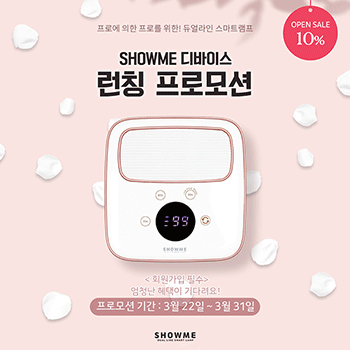 프로에 의한 프로를 위한! 듀얼라인 스마트램프
OPEN SALE
10%
SHOWME 디바이스
런칭 프로모션
99
SHOWME
< 회원가입 필수>
엄청난 혜택이 기다려요!
프로모션 기간 : 3월 22일 ~ 3월 31일
SHOWME
DUAL LINE SMART LAMP